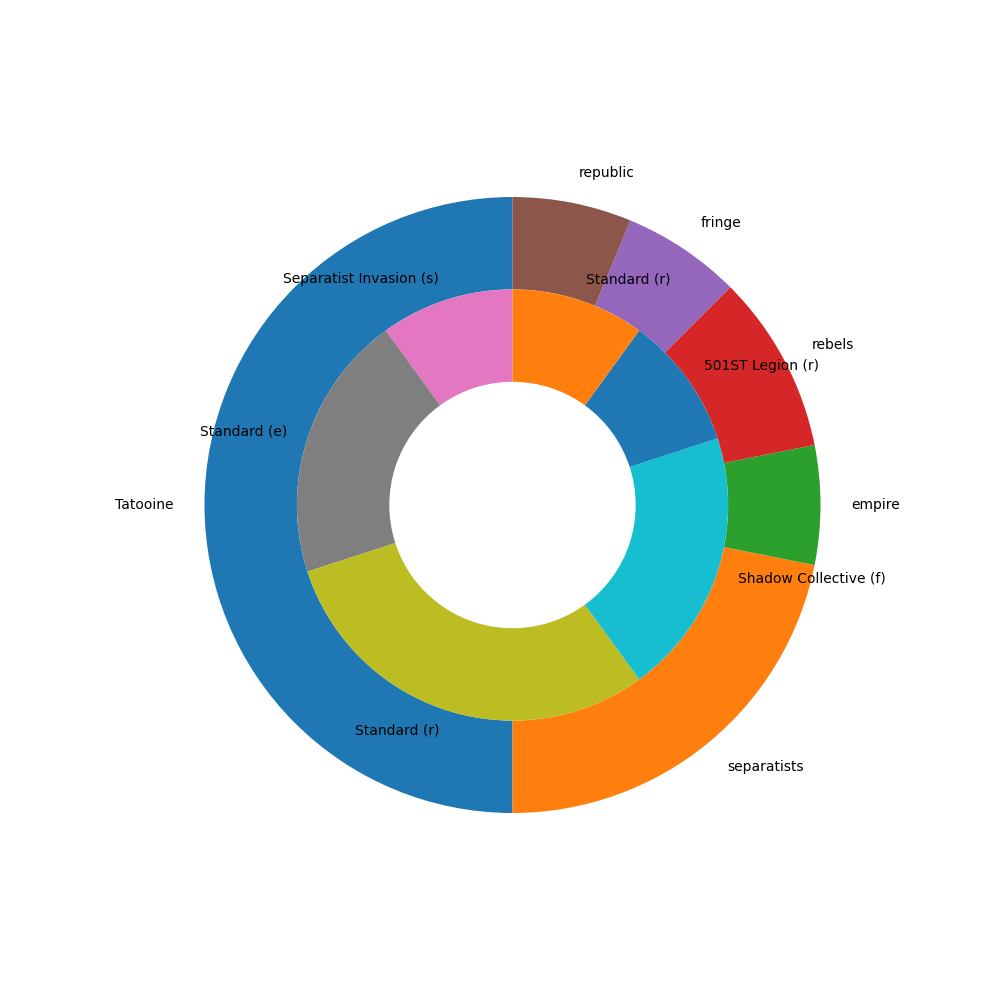 republic
fringe
Separatist Invasion (s)
Standard (r)
rebels
501ST Legion (r)
Standard (e)
Tatooine
empire
Shadow Collective (f)
Standard (r)
separatists